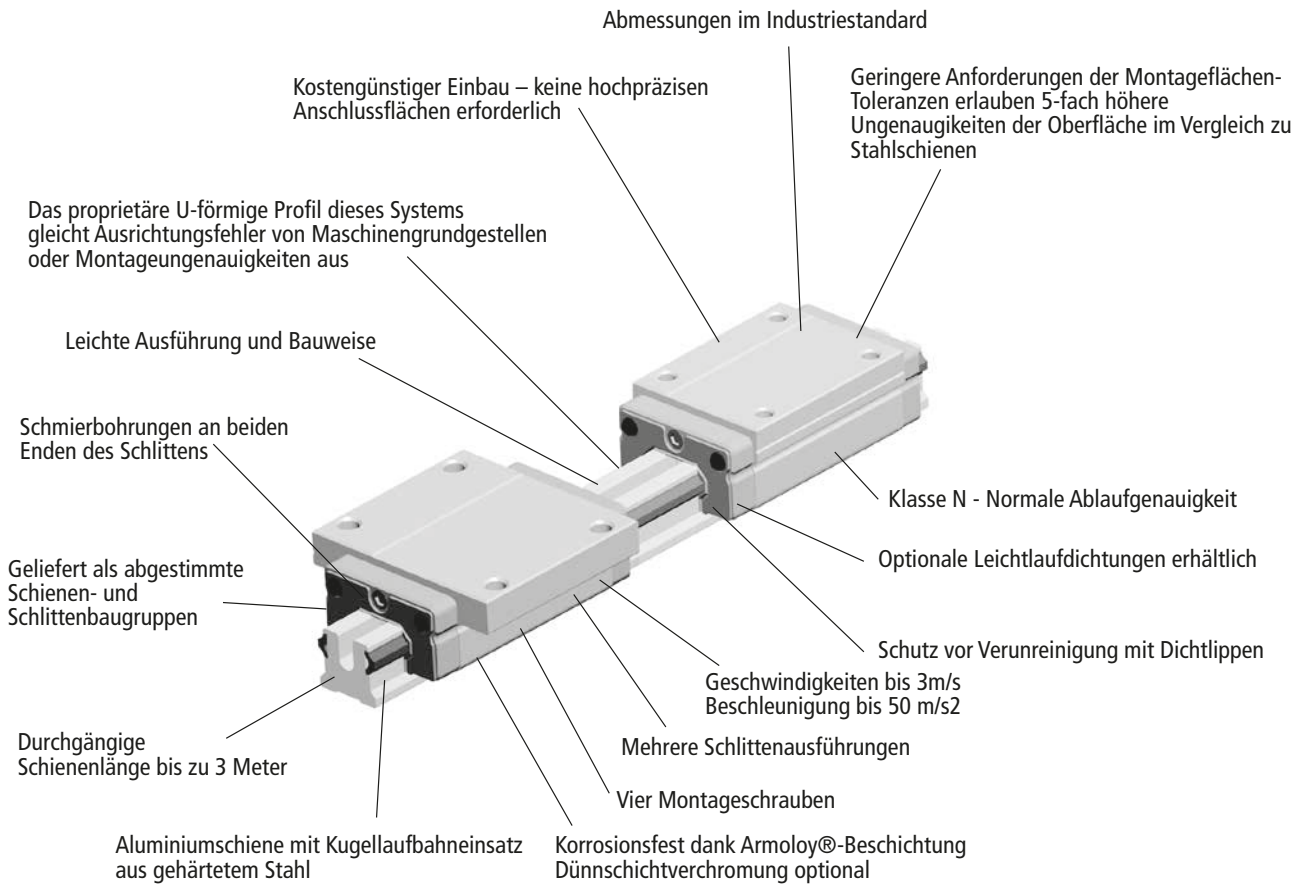 Abmessungen im Industriestandard
Kostengünstiger Einbau – keine hochpräzisen
Anschlussflächen erforderlich
Geringere Anforderungen der Montageflächen-
Toleranzen erlauben 5-fach höhere
Ungenaugikeiten der Oberfläche im Vergleich zu
Stahlschienen
Das proprietäre U-förmige Profil dieses Systems
gleicht Ausrichtungsfehler von Maschinengrundgestellen
oder Montageungenauigkeiten aus
Leichte Ausführung und Bauweise
Schmierbohrungen an beiden
Enden des Schlittens
Klasse N - Normale Ablaufgenauigkeit
Optionale Leichtlaufdichtungen erhältlich
Geliefert als abgestimmte
Schienen- und
Schlittenbaugruppen
Schutz vor Verunreinigung mit Dichtlippen
Geschwindigkeiten bis 3m/s
Beschleunigung bis 50 m/s2
Durchgängige
Schienenlänge bis zu 3 Meter
Mehrere Schlittenausführungen
Vier Montageschrauben
Aluminiumschiene mit Kugellaufbahneinsatz
aus gehärtetem Stahl
Korrosionsfest dank Armoloy®-Beschichtung
Dünnschichtverchromung optional